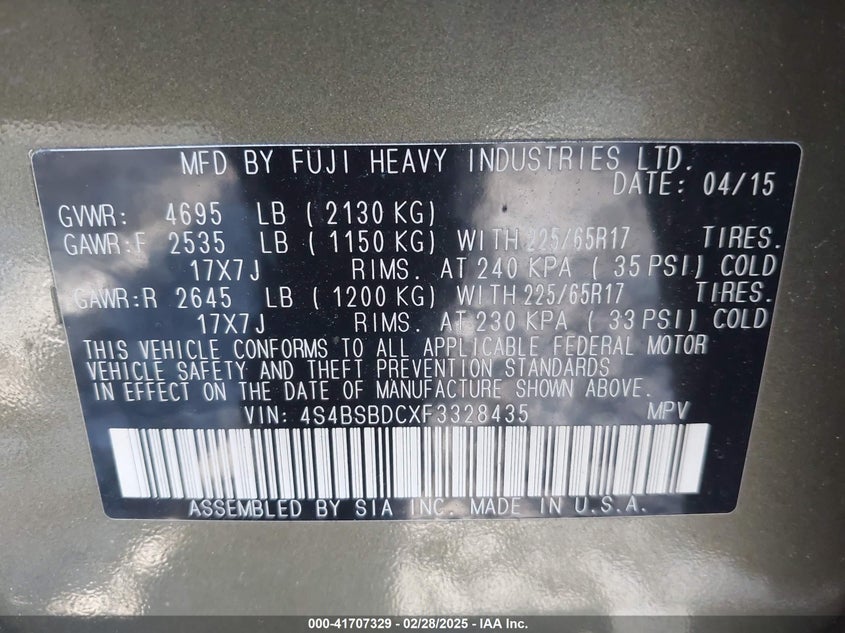 MFD BY FUJI HEAVY INDUSTRIES LTD.
DATE: 04/15
GVWR: 4695 LB ( 2130 KG)
GAWR:F 2535 LB ( 1150 KG) WITH 225/65R17 TIRES.
17X7J RIMS. AT 240 KPA ( 35 PSI) COLD
GAWR:R 2645 LB ( 1200 KG) WITH 225/65R17 TIRES.
17X7J RIMS. AT 230 KPA ( 33 PSI) COLD
THIS VEHICLE CONFORMS TO ALL APPLICABLE FEDERAL MOTOR
VEHICLE SAFETY AND THEFT PREVENTION STANDARDS
IN EFFECT ON THE DATE OF MANUFACTURE SHOWN ABOVE.
VIN: 4S4BSBDCXF3328435 MPV
ASSEMBLED BY SIA INC. MADE IN U.S.A.
000-41707329 - 02/28/2025 - IAA Inc.